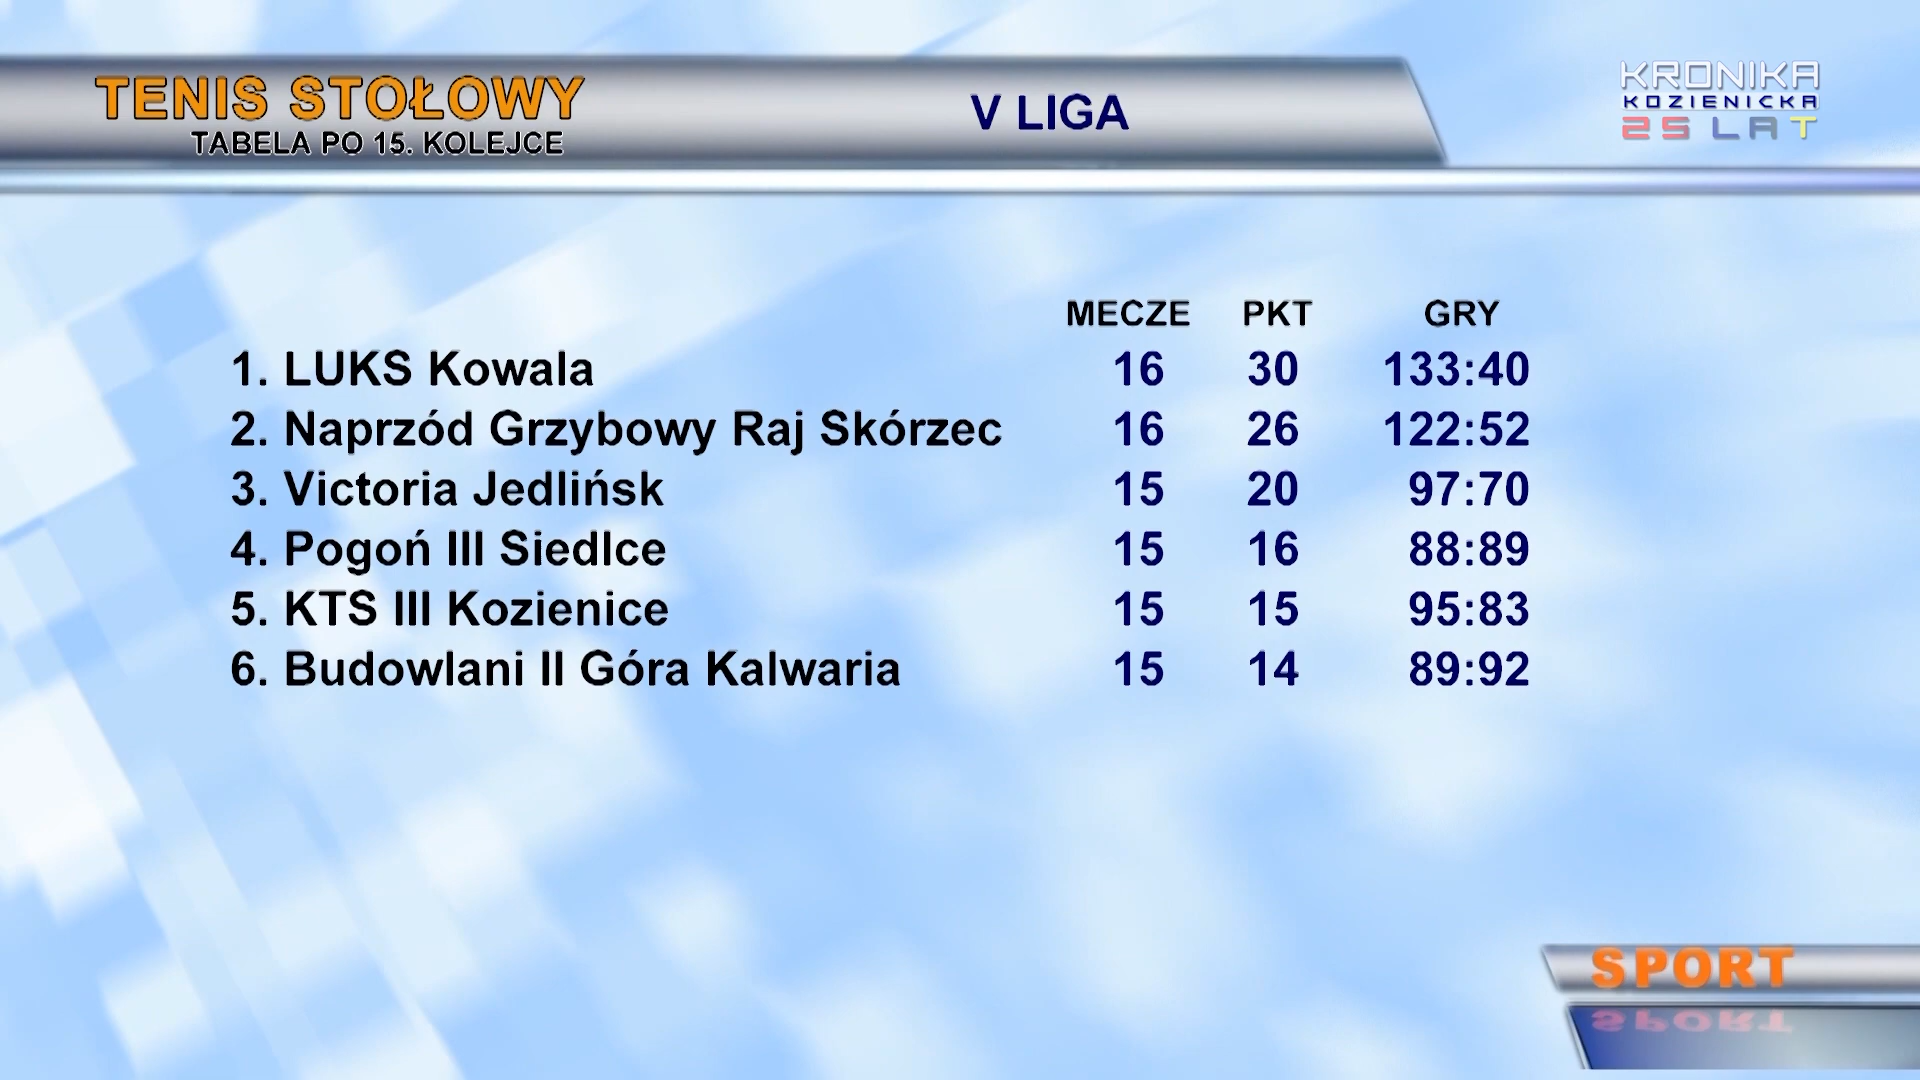 TENIS STOŁOWY
TABELA PO 15. KOLEJCE
V LIGA
KRONIKA
KOZIENICKA
25 LAT
MECZE PKT GRY
1. LUKS Kowala 16 30 133:40
2. Naprzód Grzybowy Raj Skórzec 16 26 122:52
3. Victoria Jedlińsk 15 20 97:70
4. Pogoń III Siedlce 15 16 88:89
5. KTS III Kozienice 15 15 95:83
6. Budowlani II Góra Kalwaria 15 14 89:92
SPORT